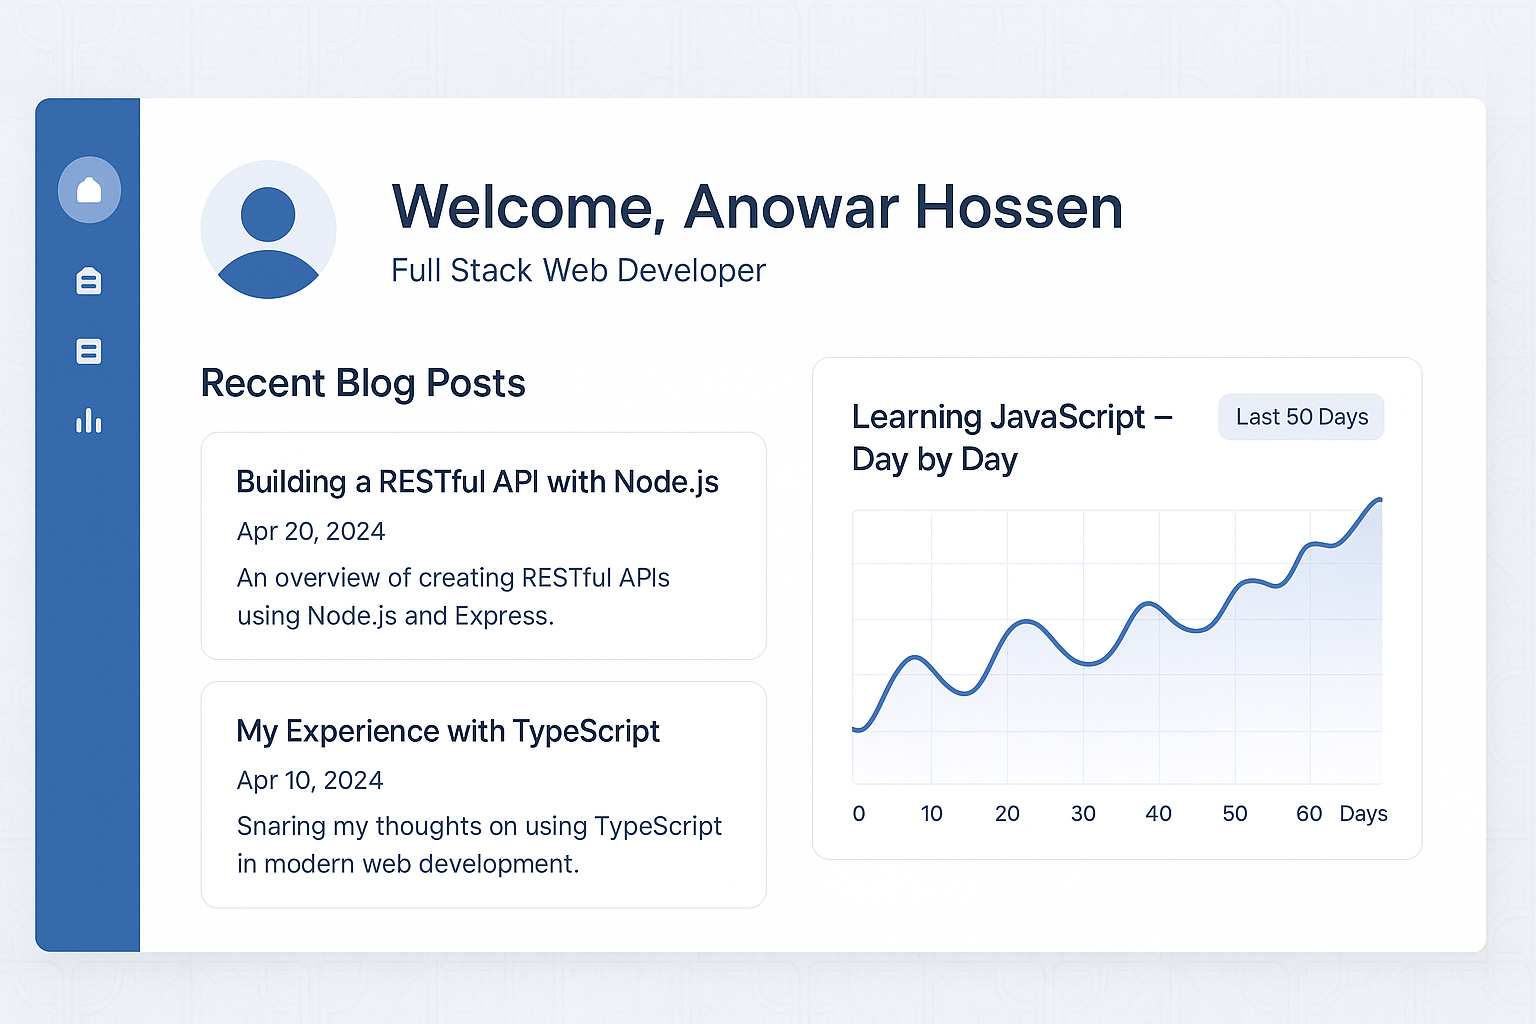 Welcome, Anowar Hossen
Full Stack Web Developer
Recent Blog Posts
Building a RESTful API with Node.js
Apr 20, 2024
An overview of creating RESTful APIs
using Node.js and Express.
My Experience with TypeScript
Apr 10, 2024
Snaring my thoughts on using TypeScript
in modern web development.
Learning JavaScript –
Day by Day
Last 50 Days
0 10 20 30 40 50 60 Days